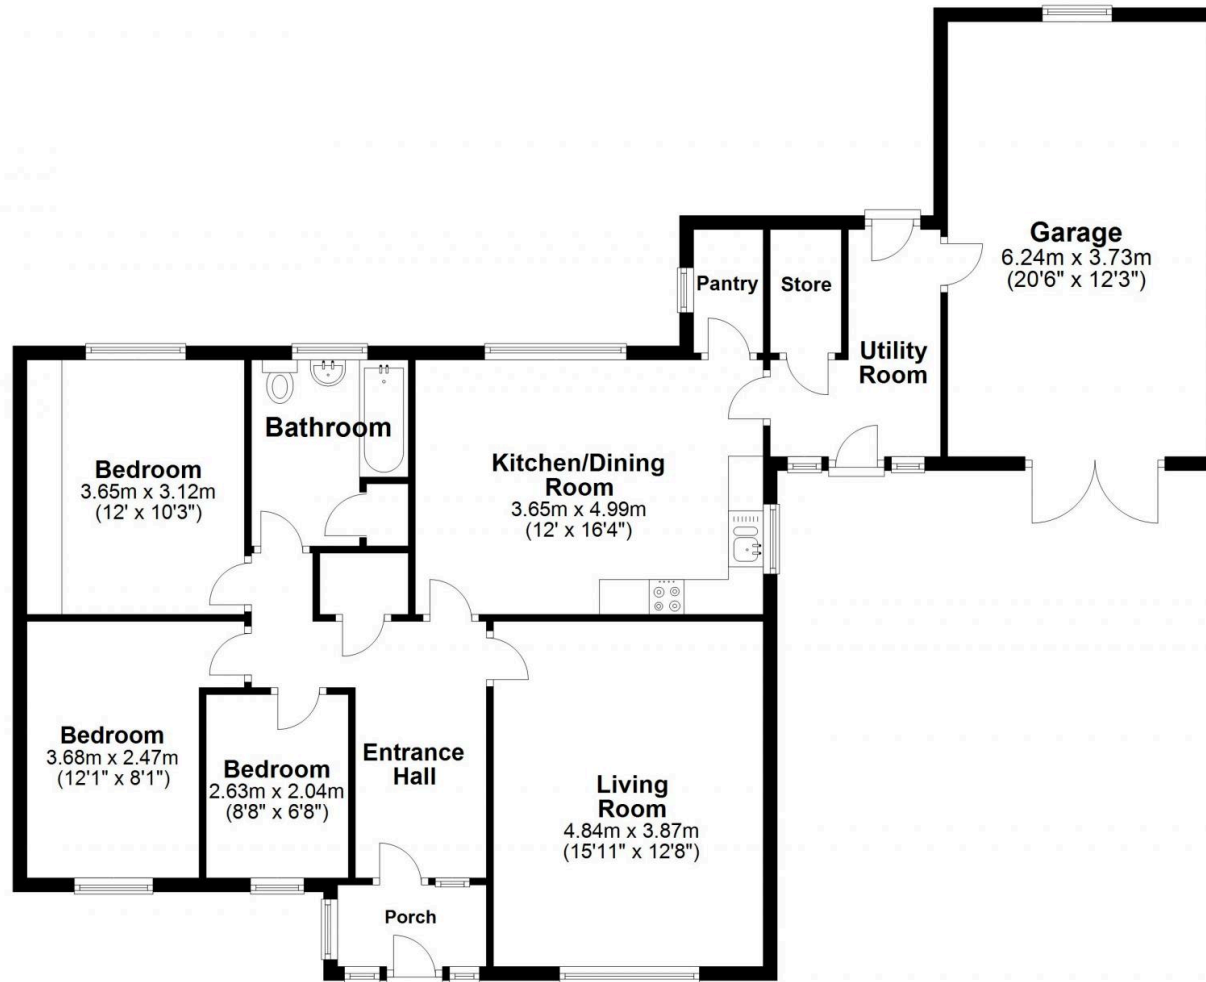 Garage
6.24m x 3.73m
(20'6" x 12'3")
Pantry
Store
Utility
Room
Bathroom
Kitchen/Dining
Room
3.65m x 4.99m
(12' x 16'4")
Bedroom
3.65m x 3.12m
(12' x 10'3")
Bedroom
3.68m x 2.47m
(12'1" x 8'1")
Bedroom
2.63m x 2.04m
(8'8" x 6'8")
Entrance
Hall
Living
Room
4.84m x 3.87m
(15'11" x 12'8")
Porch